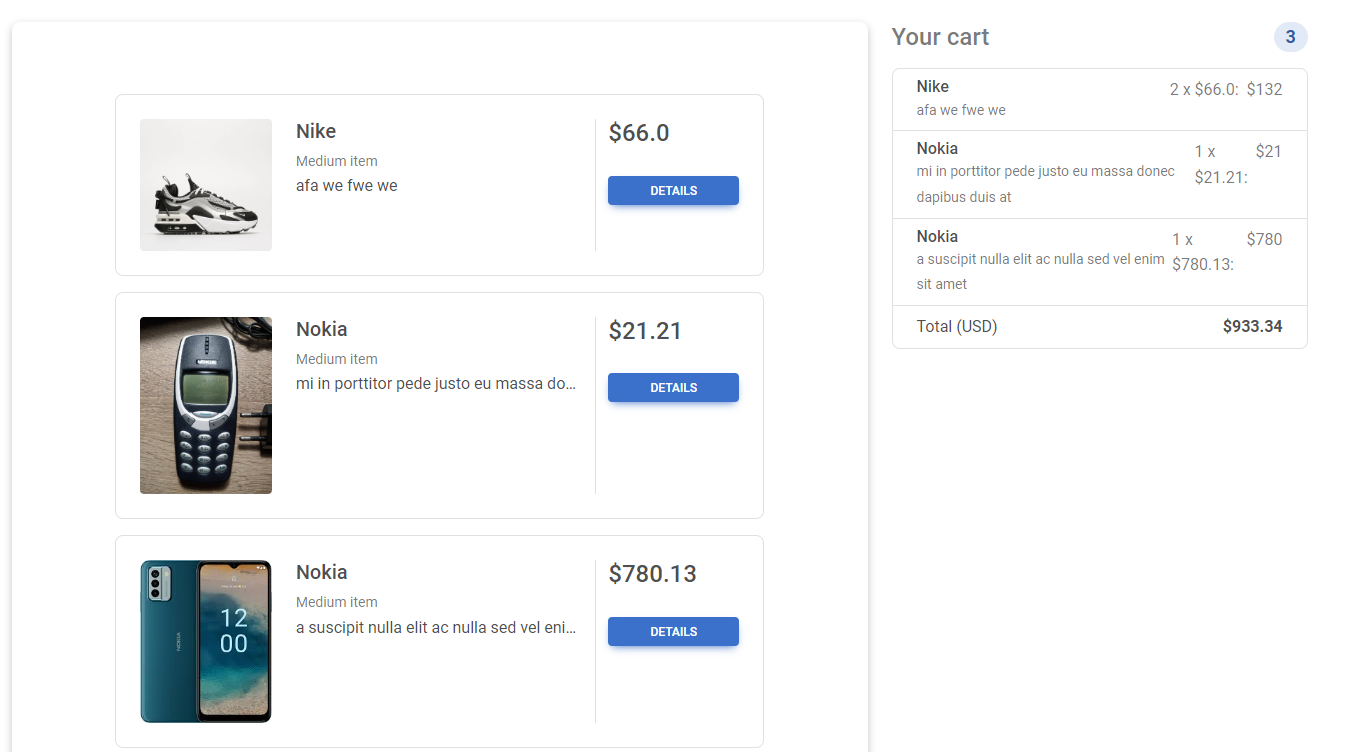 Nike
Medium item
afa we fwe we
$66.0
DETAILS
Nokia
Medium item
mi in porttitor pede justo eu massa do...
$21.21
DETAILS
NOKIA
12
00
Nokia
Medium item
a suscipit nulla elit ac nulla sed vel eni...
$780.13
DETAILS
Your cart
3
Nike
2 x $66.0: $132
afa we fwe we
Nokia
1 x $21
mi in porttitor pede justo eu massa donec
$21.21:
dapibus duis at
Nokia
1 x $780
a suscipit nulla elit ac nulla sed vel enim
$780.13:
sit amet
Total (USD) $933.34